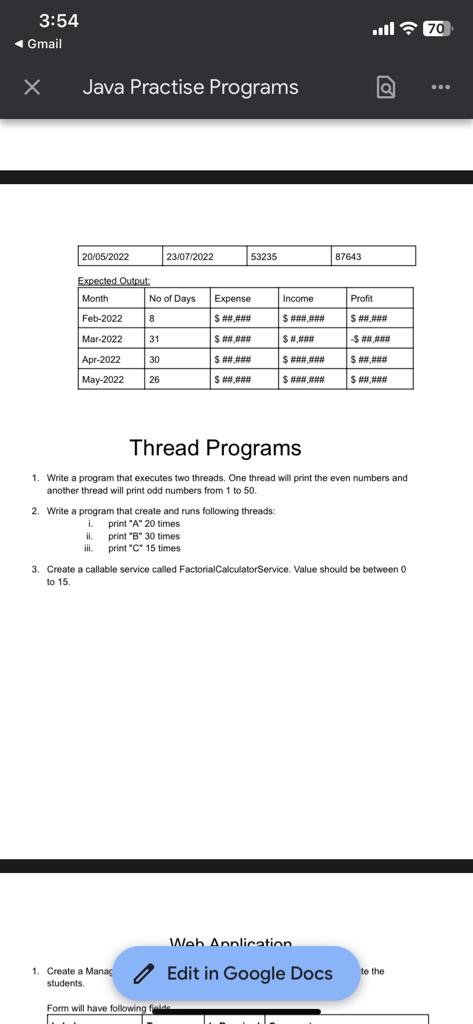 3:54
70
◄ Gmail
Java Practise Programs
20/05/2022 23/07/2022 53235 87643
Expected Output:
Month No of Days Expense Income Profit
Feb-2022 8 $ ##,### $ ###,### $ ##,###
Mar-2022 31 $ ##,### $ #,### -$ ##,###
Apr-2022 30 $ ##,### $ ###,### $ ##,###
May-2022 26 $ ##,### $ ###,### $ ##,###
Thread Programs
1. Write a program that executes two threads. One thread will print the even numbers and
another thread will print odd numbers from 1 to 50.
2. Write a program that create and runs following threads:
i. print "A" 20 times
ii. print "B" 30 times
iii. print "C" 15 times
3. Create a callable service called FactorialCalculatorService. Value should be between 0
to 15.
Web Application
1. Create a Manag
te the
Edit in Google Docs
students.
Form will have following fields